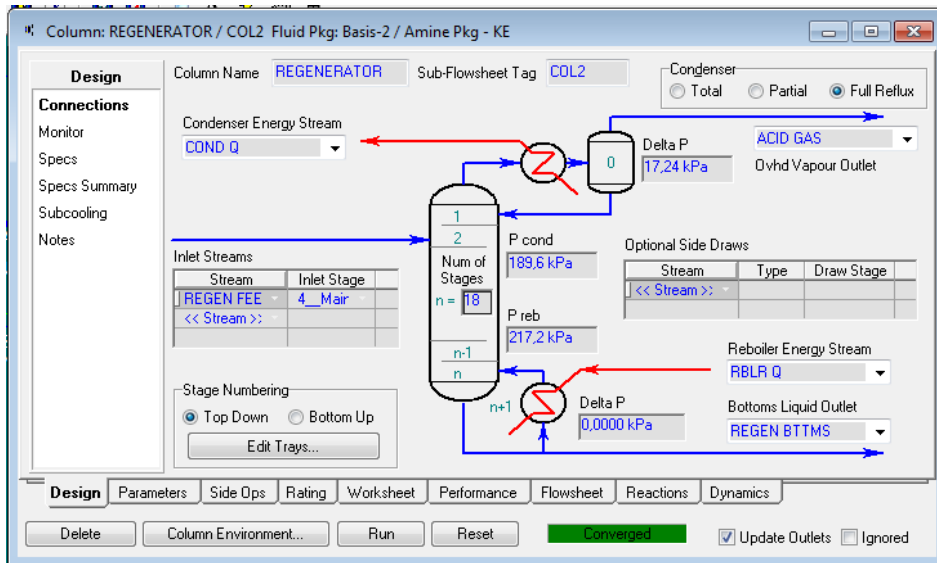 Column: REGENERATOR / COL2 Fluid Pkg: Basis-2 / Amine Pkg - KE
Design
Connections
Monitor
Specs
Specs Summary
Subcooling
Notes
Column Name REGENERATOR Sub-Flowsheet Tag COL2
Condenser
Total Partial Full Reflux
Condenser Energy Stream
COND Q
0
Delta P
17,24 kPa
ACID GAS
Ovhd Vapour Outlet
1
2
Num of
Stages
n = 18
n-1
n
n+1
P cond
189,6 kPa
P reb
217,2 kPa
Inlet Streams
Stream Inlet Stage
REGEN FEE 4__Mair
<< Stream >>
Optional Side Draws
Stream Type Draw Stage
<< Stream >>
Stage Numbering
Top Down Bottom Up
Edit Trays...
Delta P
0,0000 kPa
Reboiler Energy Stream
RBLR Q
Bottoms Liquid Outlet
REGEN BTTMS
Design Parameters Side Ops Rating Worksheet Performance Flowsheet Reactions Dynamics
Delete Column Environment... Run Reset Converged Update Outlets Ignored